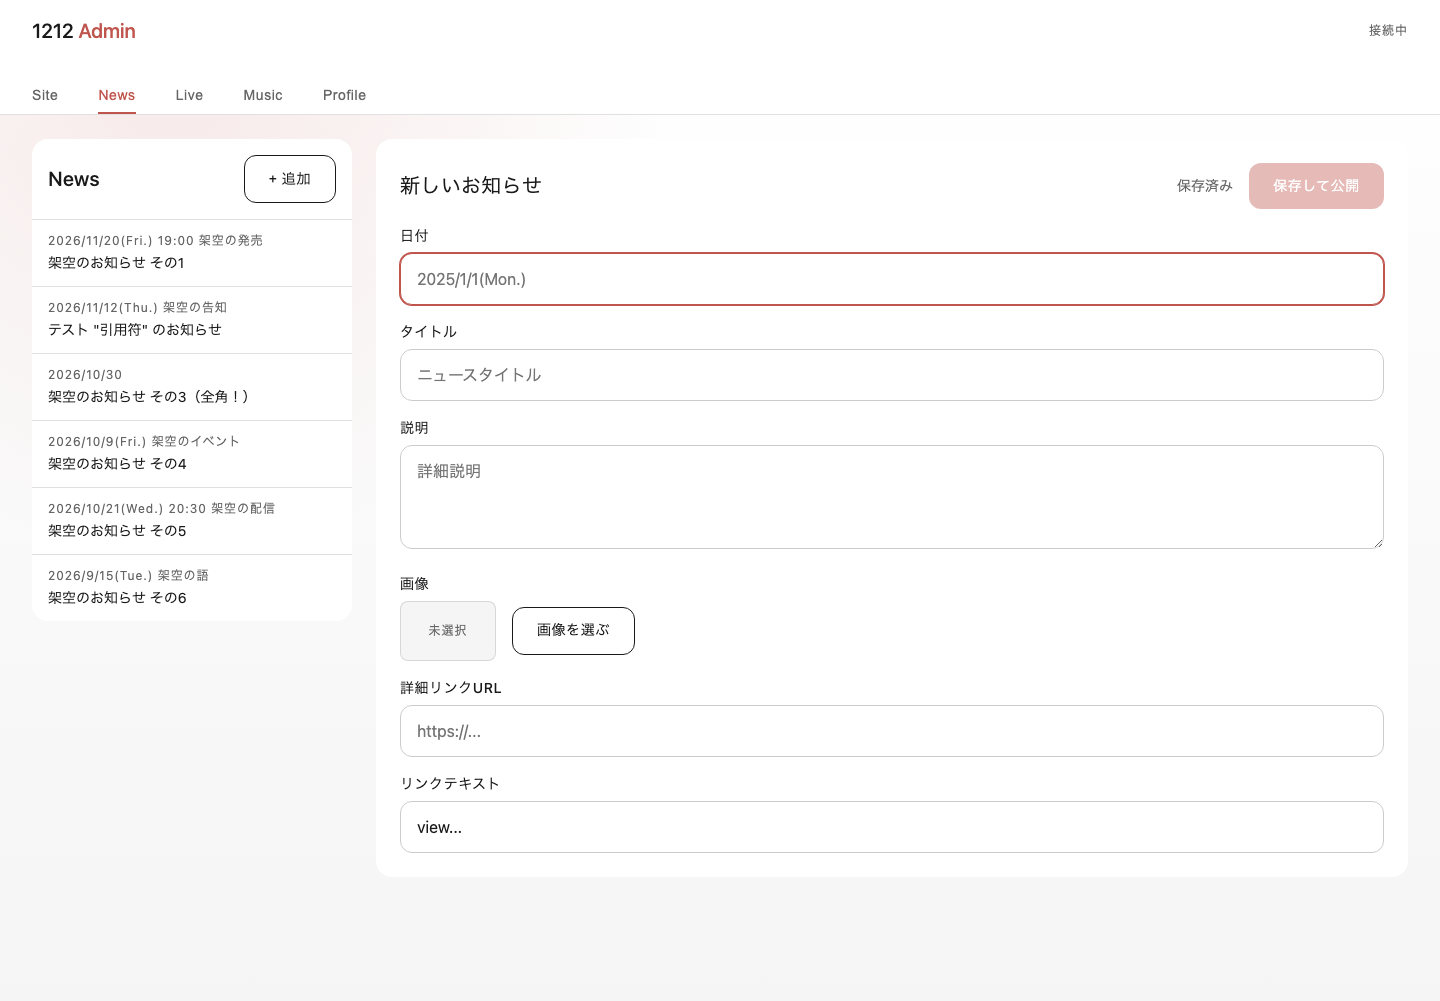 1212 Admin
接続中
Site
News
Live
Music
Profile
News
+ 追加
2026/11/20(Fri.) 19:00 架空の発売
架空のお知らせ その1
2026/11/12(Thu.) 架空の告知
テスト "引用符" のお知らせ
2026/10/30
架空のお知らせ その3（全角！）
2026/10/9(Fri.) 架空のイベント
架空のお知らせ その4
2026/10/21(Wed.) 20:30 架空の配信
架空のお知らせ その5
2026/9/15(Tue.) 架空の語
架空のお知らせ その6
新しいお知らせ
保存済み
保存して公開
日付
2025/1/1(Mon.)
タイトル
ニュースタイトル
説明
詳細説明
画像
未選択
画像を選ぶ
詳細リンクURL
https://...
リンクテキスト
view...